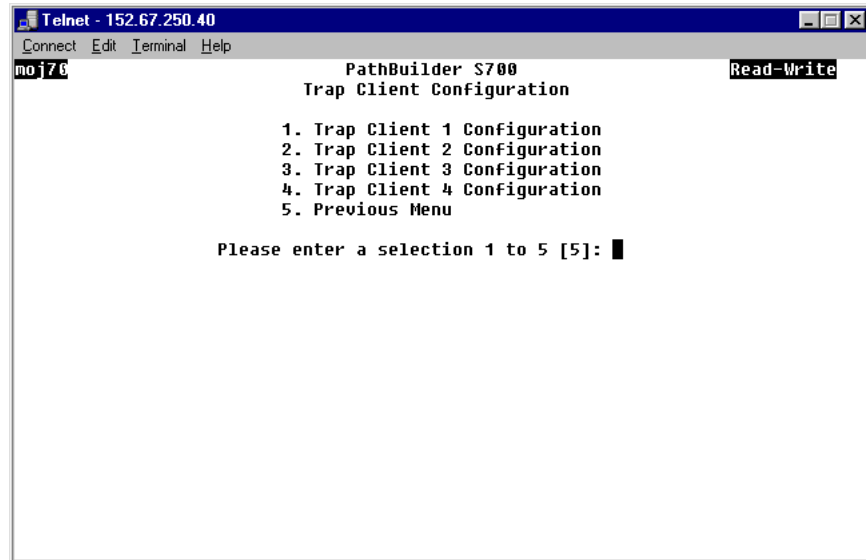 Telnet - 152.67.250.40
Connect Edit Terminal Help
moj70 PathBuilder S700 Read-Write
Trap Client Configuration
1. Trap Client 1 Configuration
2. Trap Client 2 Configuration
3. Trap Client 3 Configuration
4. Trap Client 4 Configuration
5. Previous Menu
Please enter a selection 1 to 5 [5]: